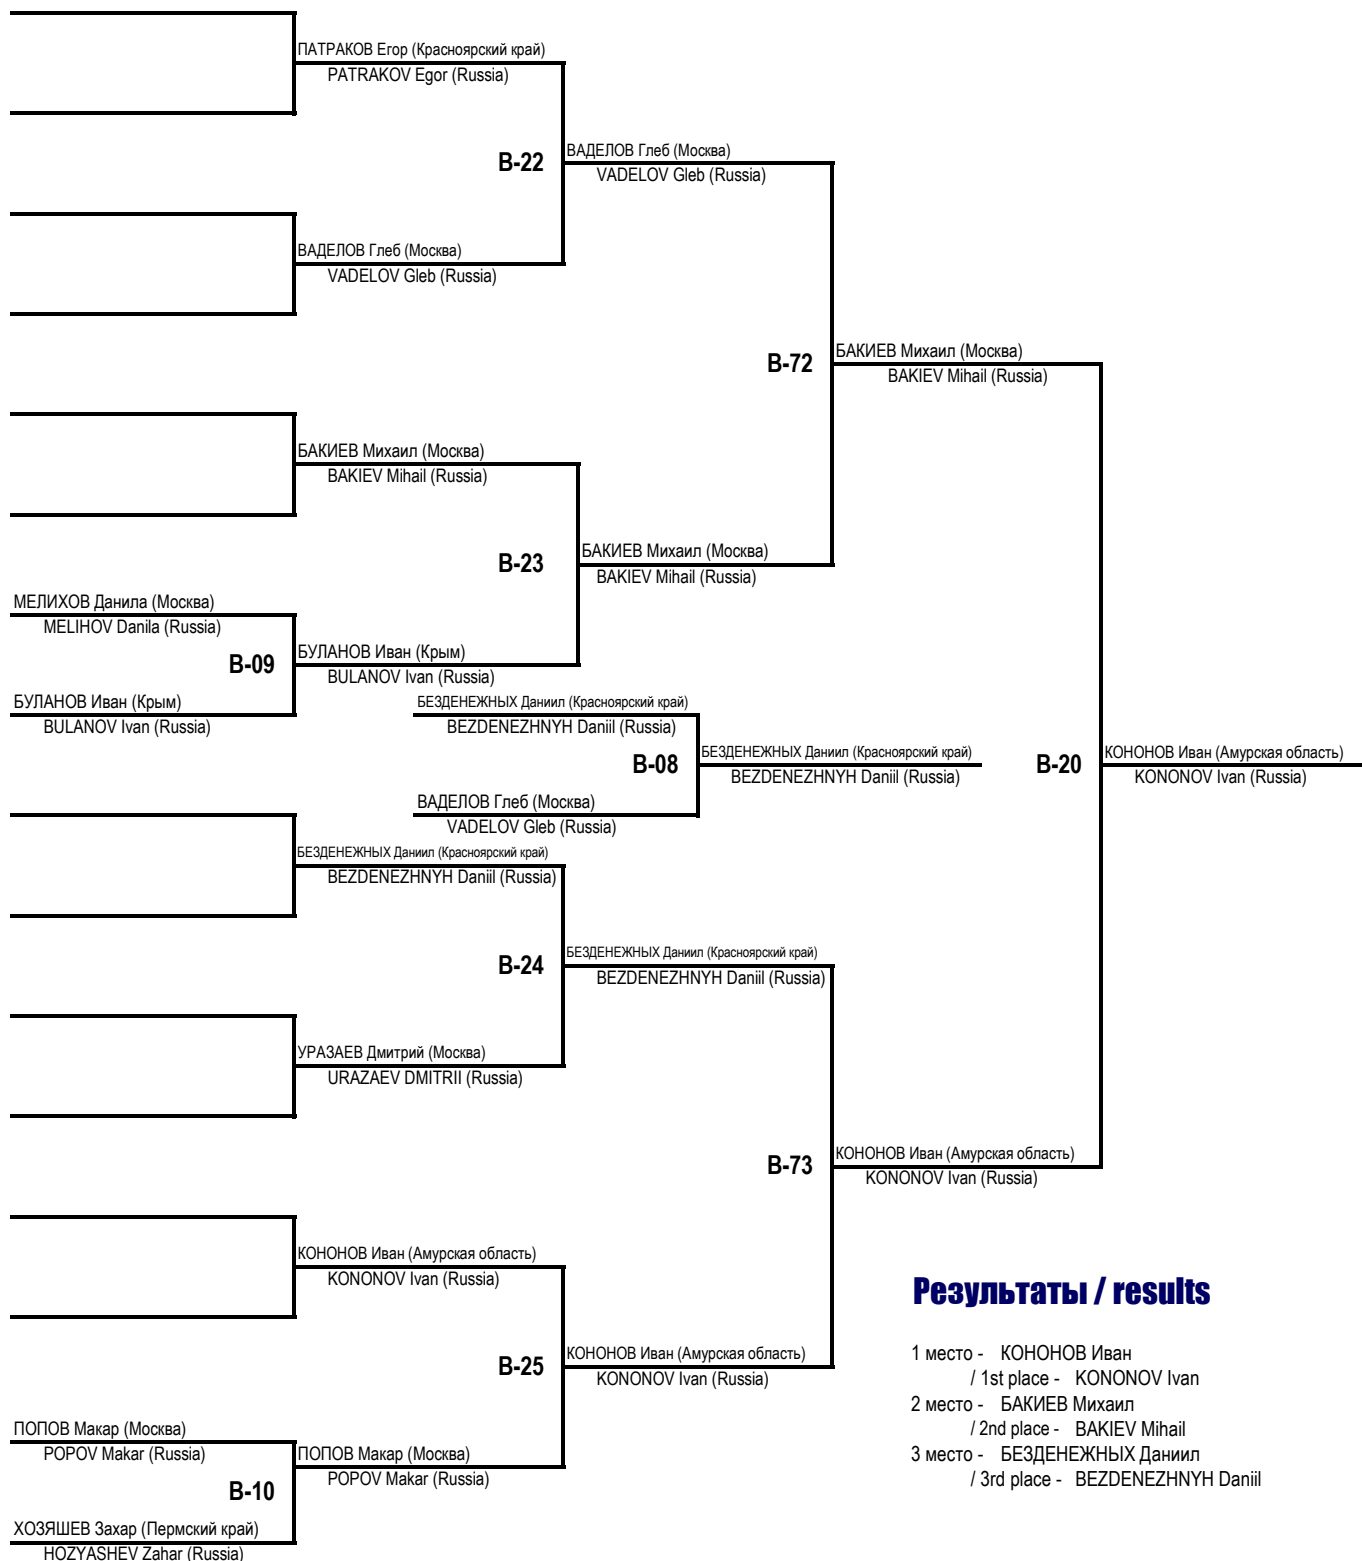 ПАТРАКОВ Егор (Красноярский край)
PATRAKOV Egor (Russia)
B-22
ВАДЕЛОВ Глеб (Москва)
VADELOV Gleb (Russia)
ВАДЕЛОВ Глеб (Москва)
VADELOV Gleb (Russia)
B-72
БАКИЕВ Михаил (Москва)
BAKIEV Mihail (Russia)
БАКИЕВ Михаил (Москва)
BAKIEV Mihail (Russia)
B-23
БАКИЕВ Михаил (Москва)
BAKIEV Mihail (Russia)
МЕЛИХОВ Данила (Москва)
MELIHOV Danila (Russia)
B-09
БУЛАНОВ Иван (Крым)
BULANOV Ivan (Russia)
БУЛАНОВ Иван (Крым)
BULANOV Ivan (Russia)
БЕЗДЕНЕЖНЫХ Даниил (Красноярский край)
BEZDENEZHNYH Daniil (Russia)
B-08
БЕЗДЕНЕЖНЫХ Даниил (Красноярский край)
BEZDENEZHNYH Daniil (Russia)
B-20
КОНОНОВ Иван (Амурская область)
KONONOV Ivan (Russia)
ВАДЕЛОВ Глеб (Москва)
VADELOV Gleb (Russia)
БЕЗДЕНЕЖНЫХ Даниил (Красноярский край)
BEZDENEZHNYH Daniil (Russia)
B-24
БЕЗДЕНЕЖНЫХ Даниил (Красноярский край)
BEZDENEZHNYH Daniil (Russia)
УРАЗАЕВ Дмитрий (Москва)
URAZAEV DMITRII (Russia)
B-73
КОНОНОВ Иван (Амурская область)
KONONOV Ivan (Russia)
КОНОНОВ Иван (Амурская область)
KONONOV Ivan (Russia)
B-25
КОНОНОВ Иван (Амурская область)
KONONOV Ivan (Russia)
ПОПОВ Макар (Москва)
POPOV Makar (Russia)
B-10
ПОПОВ Макар (Москва)
POPOV Makar (Russia)
ХОЗЯШЕВ Захар (Пермский край)
HOZYASHEV Zahar (Russia)
Результаты / results
1 место - КОНОНОВ Иван
/ 1st place - KONONOV Ivan
2 место - БАКИЕВ Михаил
/ 2nd place - BAKIEV Mihail
3 место - БЕЗДЕНЕЖНЫХ Даниил
/ 3rd place - BEZDENEZHNYH Daniil